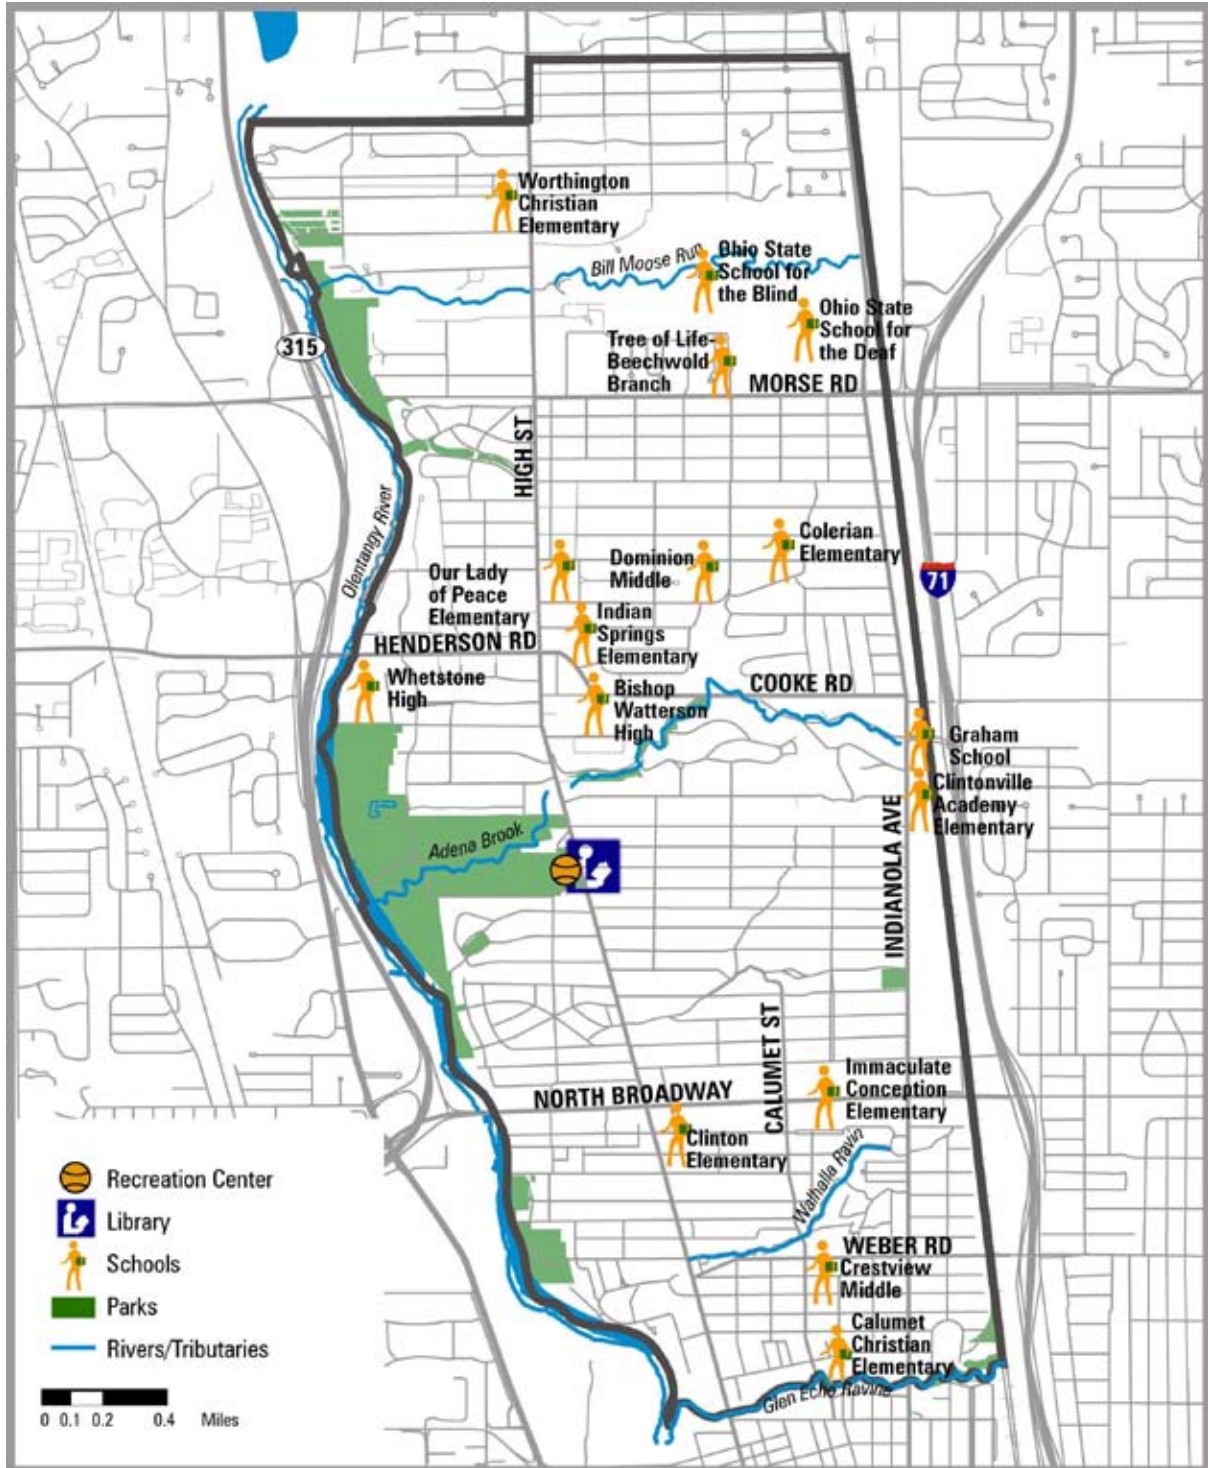 Worthington
Christian
Elementary
Bill Moose Run
Ohio State
School for
the Blind
Ohio State
School for
the Deaf
315
Tree of Life-
Beechwold
Branch
MORSE RD
HIGH ST
Olentangy River
Colerian
Elementary
Dominion
Middle
Our Lady
of Peace
Elementary
71
Indian
Springs
Elementary
HENDERSON RD
Whetstone
High
COOKE RD
Bishop
Watterson
High
Graham
School
Clintonville
Academy
Elementary
INDIANOLA AVE
Adena Brook
CALUMET ST
Immaculate
Conception
Elementary
NORTH BROADWAY
Clinton
Elementary
Walhalla Ravin
WEBER RD
Crestview
Middle
Calumet
Christian
Elementary
Glen Echo Ravine
Recreation Center
Library
Schools
Parks
Rivers/Tributaries
0 0.1 0.2 0.4 Miles